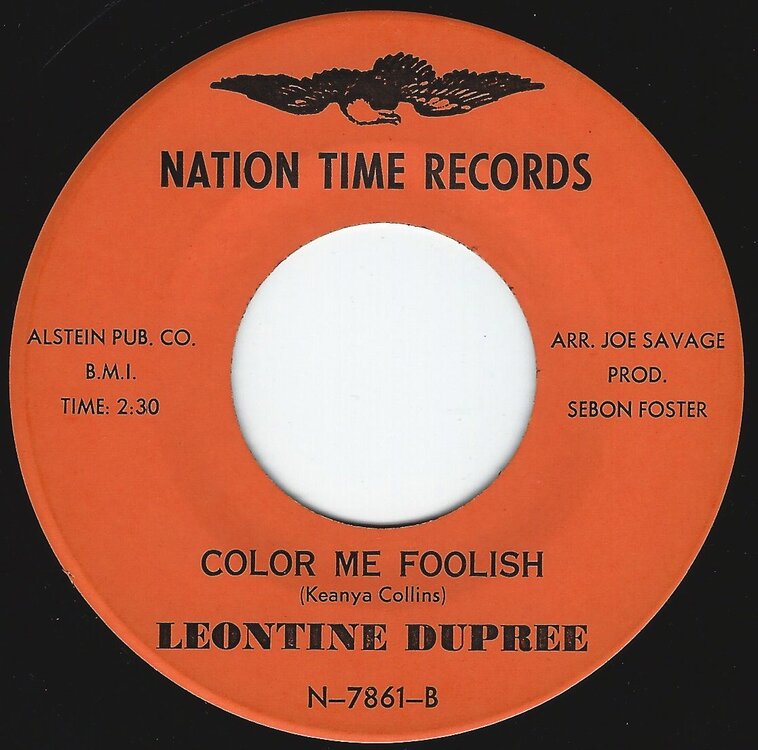 NATION TIME RECORDS
ALSTEIN PUB. CO.
B.M.I.
TIME: 2:30
ARR. JOE SAVAGE
PROD.
SEBON FOSTER
COLOR ME FOOLISH
(Keanya Collins)
LEONTINE DUPREE
N–7861–B